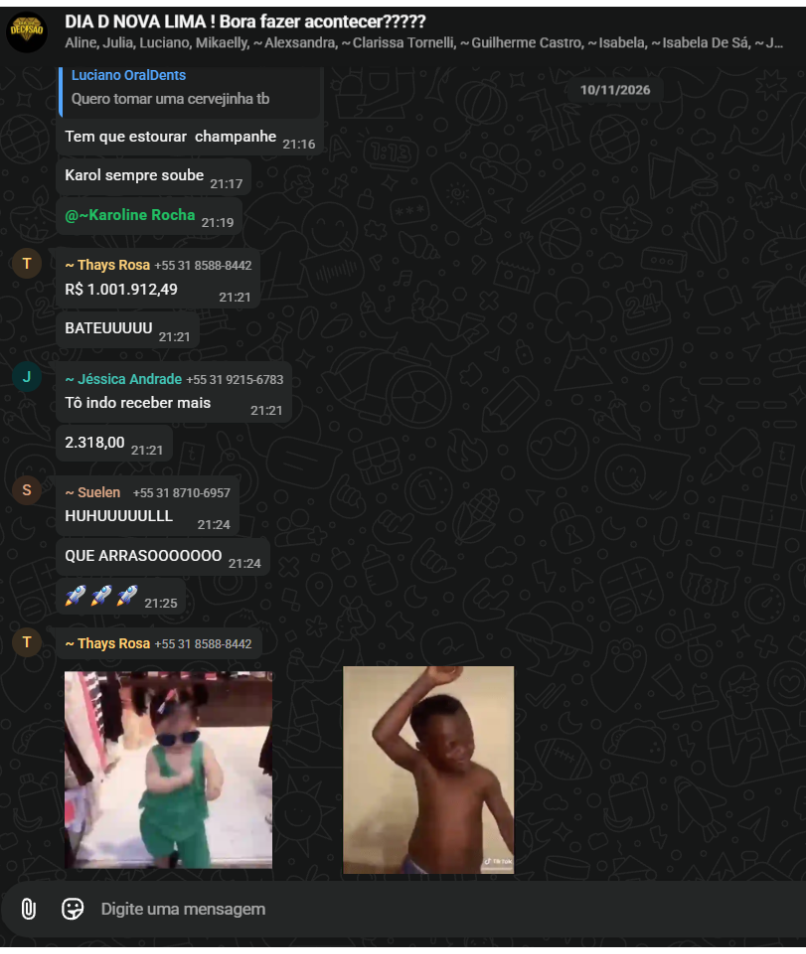 DECISÃO
DIA D NOVA LIMA ! Bora fazer acontecer?????
Aline, Julia, Luciano, Mikaelly, ~Alexsandra, ~Clarissa Tornelli, ~Guilherme Castro, ~Isabela, ~Isabela De Sá, ~J...
10/11/2026
Luciano OralDents
Quero tomar uma cervejinha tb
Tem que estourar champanhe 21:16
Karol sempre soube 21:17
@~Karoline Rocha 21:19
T
~ Thays Rosa +55 31 8588-8442
R$ 1.001.912,49 21:21
BATEUUUUU 21:21
J
~ Jéssica Andrade +55 31 9215-6783
Tô indo receber mais 21:21
2.318,00 21:21
S
~ Suelen +55 31 8710-6957
HUHUUUUULLL 21:24
QUE ARRASOOOOOOO 21:24
🚀🚀🚀 21:25
T
~ Thays Rosa +55 31 8588-8442
TikTok
Digite uma mensagem